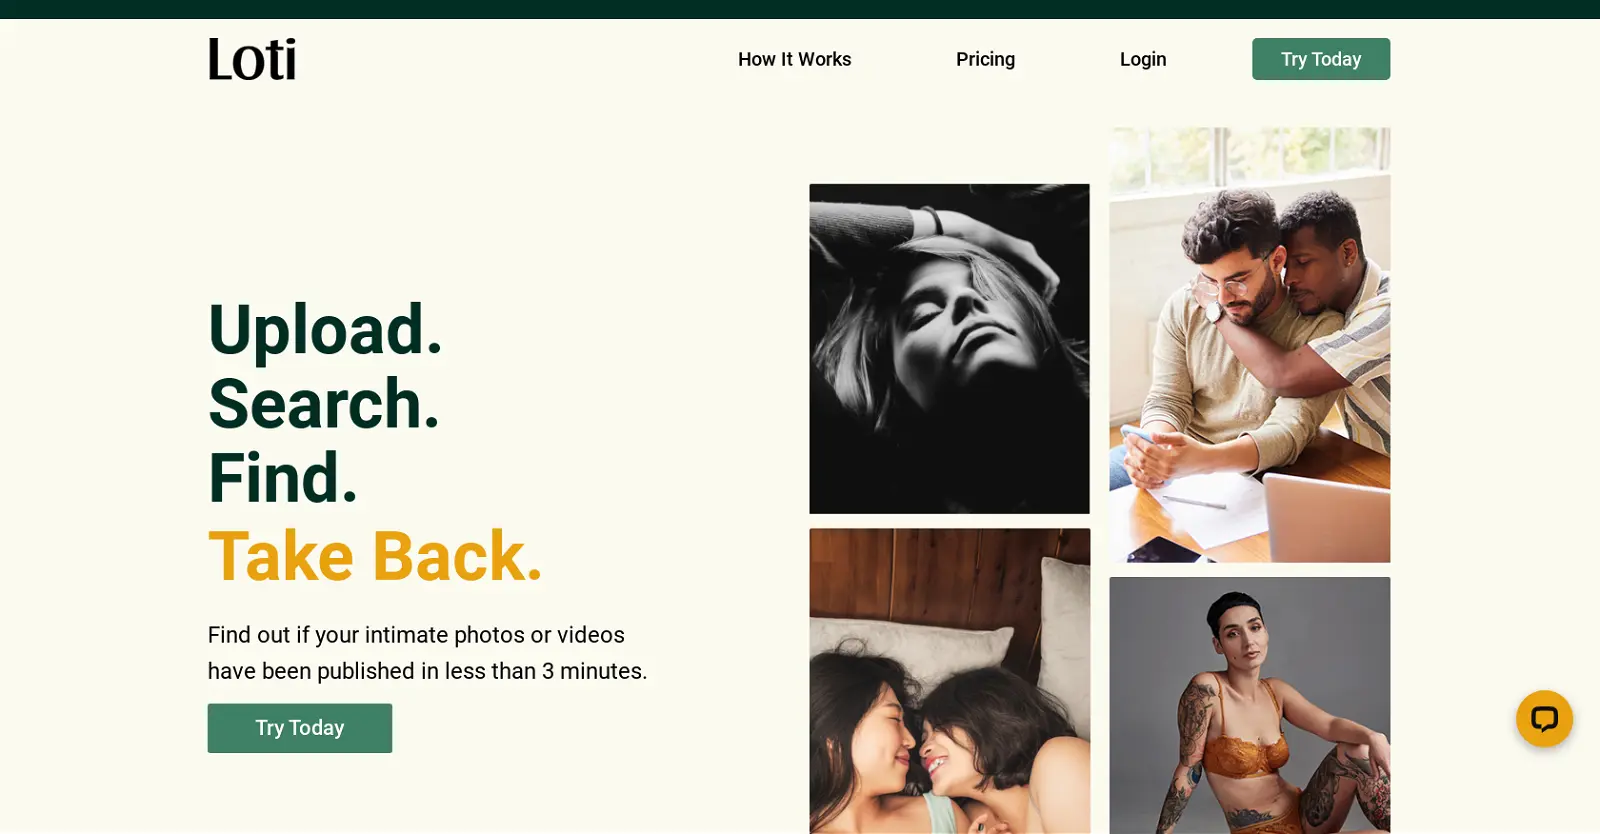 Loti
How It Works
Pricing
Login
Try Today
Upload.
Search.
Find.
Take Back.
Find out if your intimate photos or videos
have been published in less than 3 minutes.
Try Today